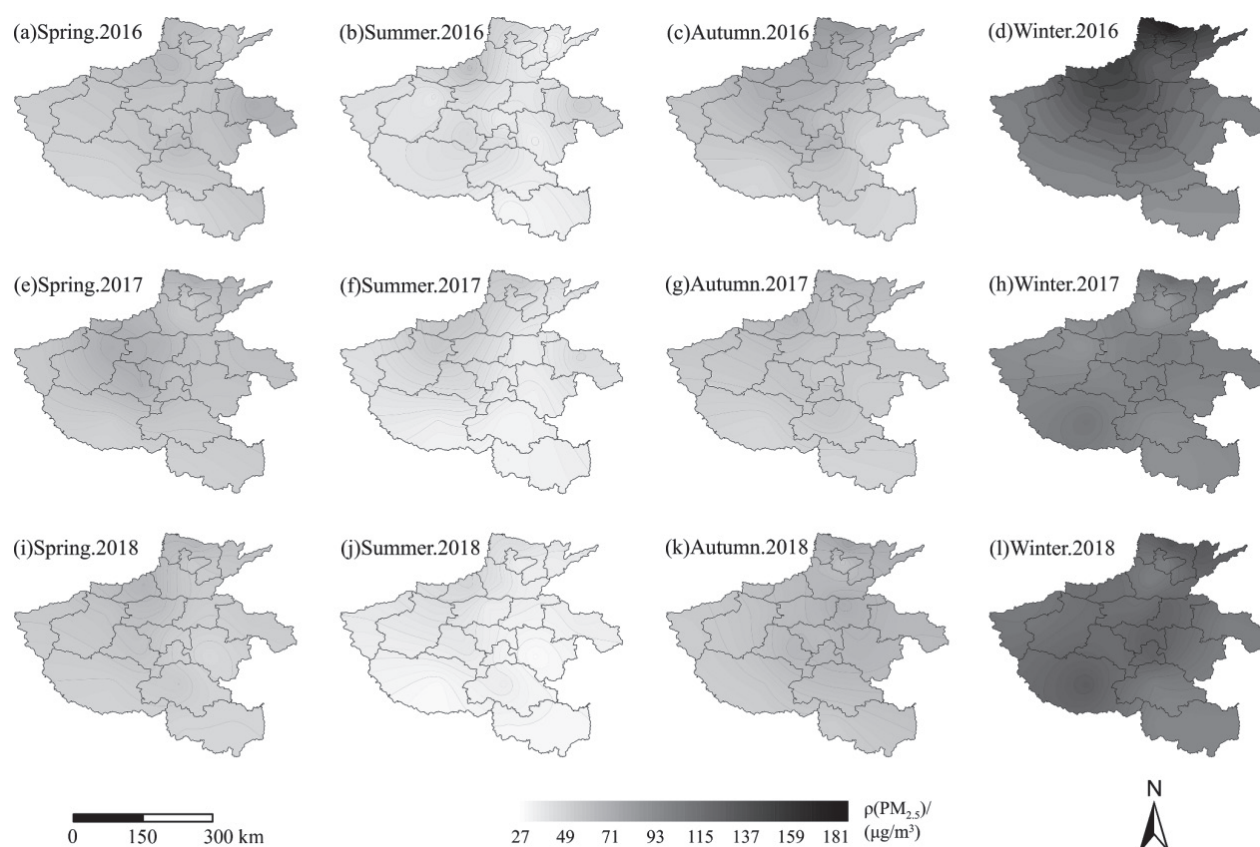 (a)Spring.2016
(b)Summer.2016
(c)Autumn.2016
(d)Winter.2016
(e)Spring.2017
(f)Summer.2017
(g)Autumn.2017
(h)Winter.2017
(i)Spring.2018
(j)Summer.2018
(k)Autumn.2018
(l)Winter.2018
0 150 300 km
27 49 71 93 115 137 159 181
ρ(PM2.5)/
(μg/m³)
N